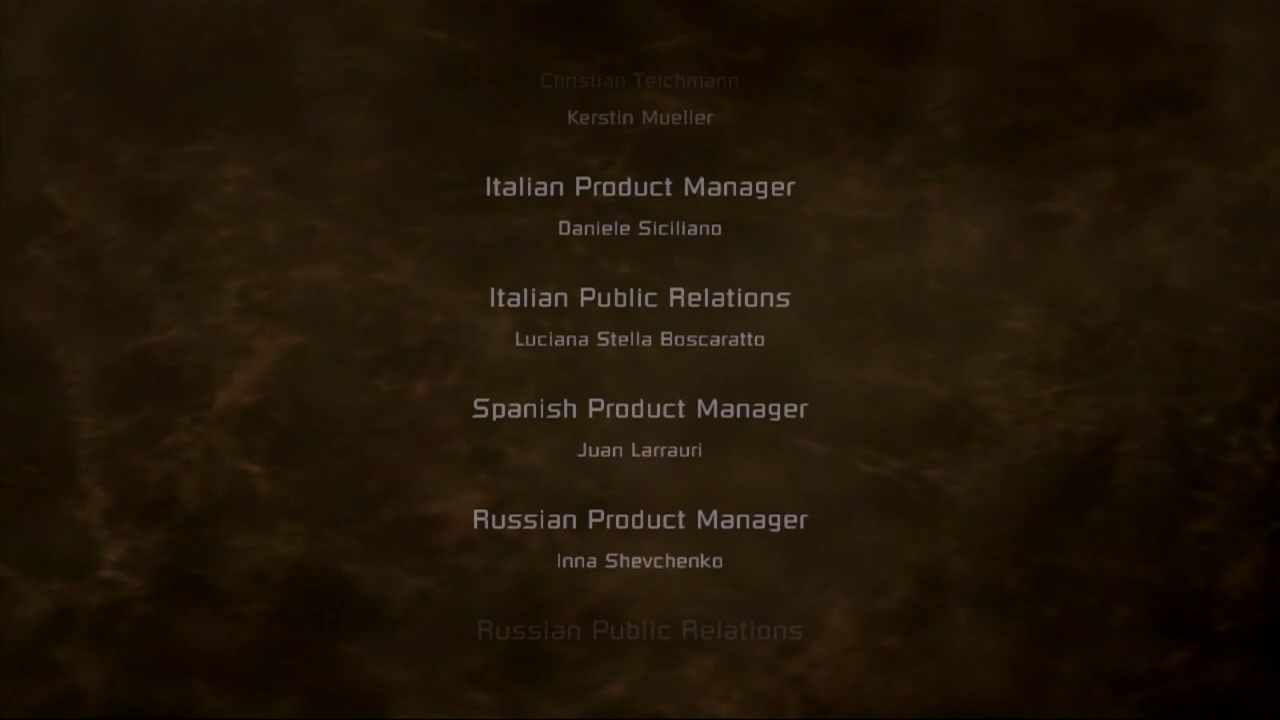 Christian Teichmann
Kerstin Mueller
Italian Product Manager
Daniele Siciliano
Italian Public Relations
Luciana Stella Boscaratto
Spanish Product Manager
Juan Larrauri
Russian Product Manager
Inna Shevchenko
Russian Public Relations